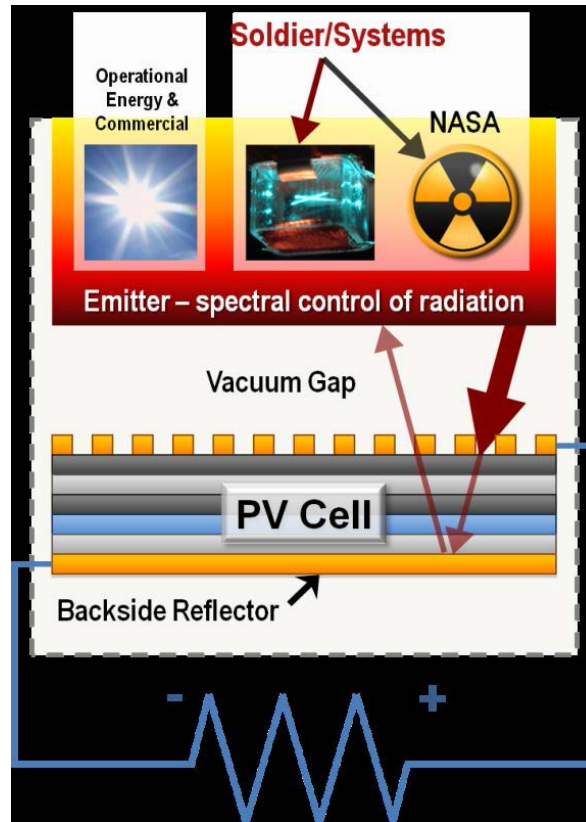 Soldier/Systems
Operational
Energy &
Commercial
NASA
Emitter – spectral control of radiation
Vacuum Gap
PV Cell
Backside Reflector
- +